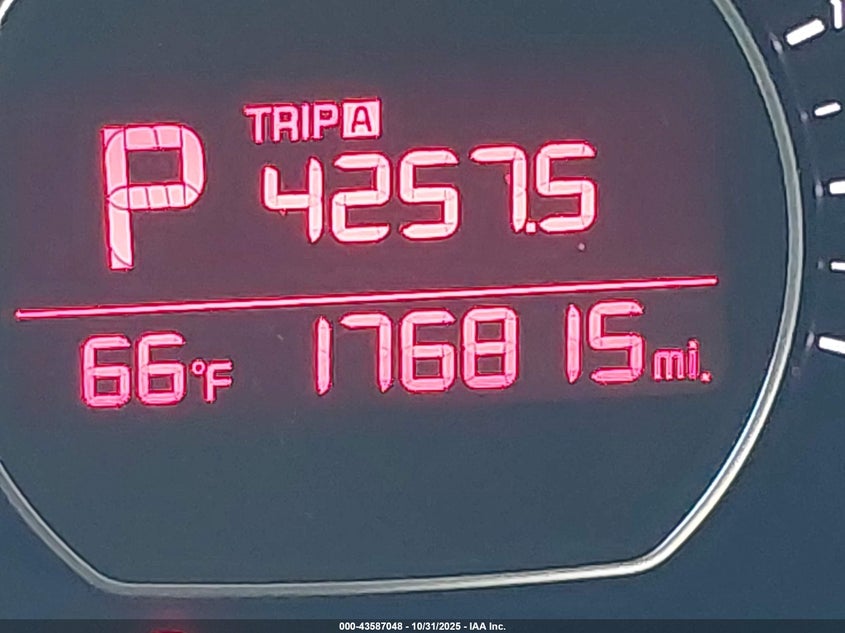 TRIP A
P 4257.5
66°F 176815 mi.
000-43587048 - 10/31/2025 - IAA Inc.